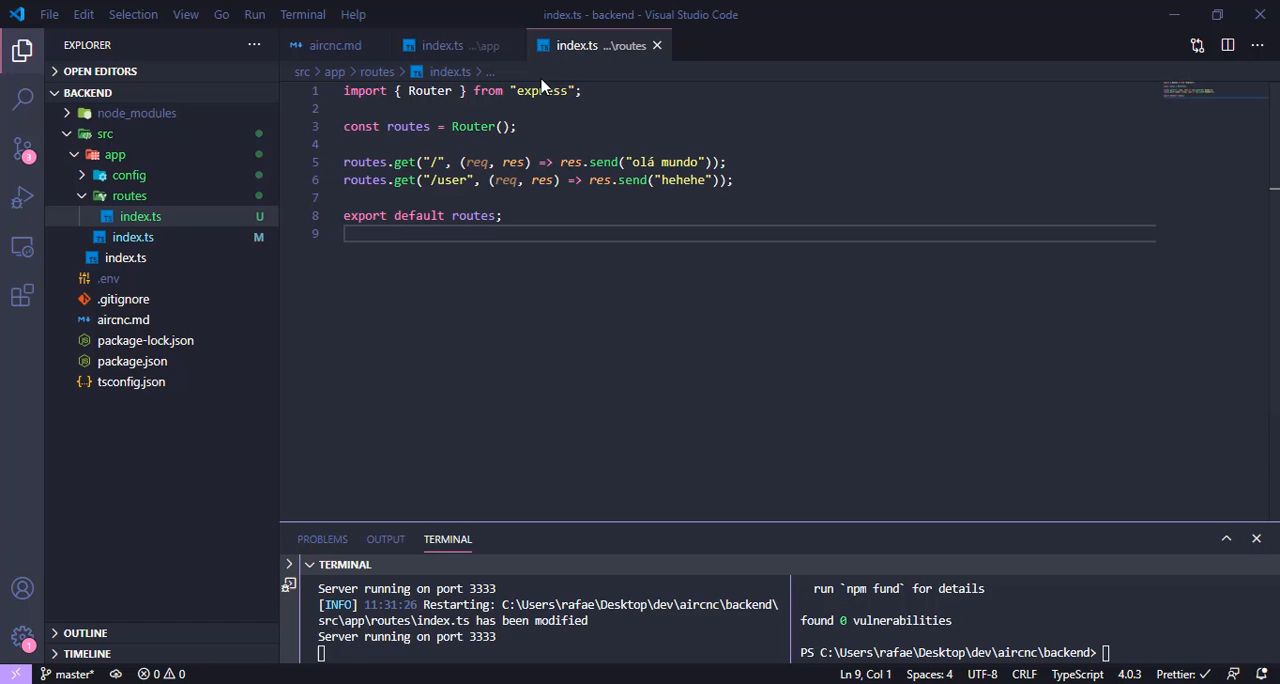 File Edit Selection View Go Run Terminal Help index.ts - backend - Visual Studio Code
EXPLORER
OPEN EDITORS
BACKEND
node_modules
src
app
config
routes
index.ts U
index.ts M
index.ts
.env
.gitignore
aircnc.md
package-lock.json
package.json
tsconfig.json
OUTLINE
TIMELINE
3
1
aircnc.md index.ts ...\app index.ts ...\routes
src > app > routes > index.ts > ...
1 import { Router } from "express";
2
3 const routes = Router();
4
5 routes.get("/", (req, res) => res.send("olá mundo"));
6 routes.get("/user", (req, res) => res.send("hehehe"));
7
8 export default routes;
9
PROBLEMS OUTPUT TERMINAL
TERMINAL
Server running on port 3333
[INFO] 11:31:26 Restarting: C:\Users\rafae\Desktop\dev\aircnc\backend\
src\app\routes\index.ts has been modified
Server running on port 3333
run `npm fund` for details
found 0 vulnerabilities
PS C:\Users\rafae\Desktop\dev\aircnc\backend>
master* 0 0 Ln 9, Col 1 Spaces: 4 UTF-8 CRLF TypeScript 4.0.3 Prettier: ✓